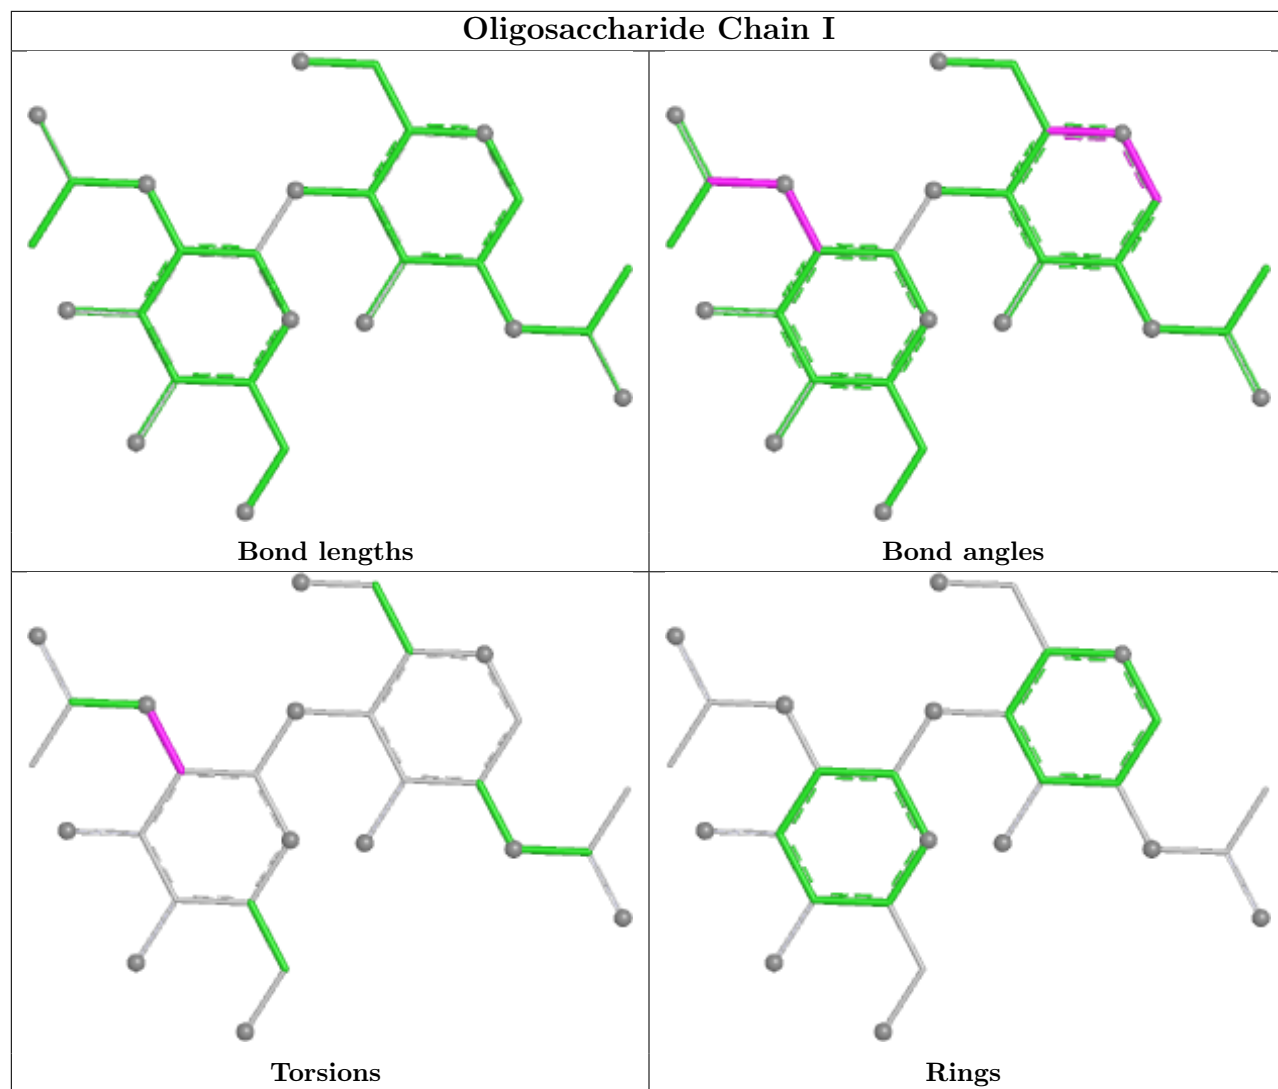 Oligosaccharide Chain I
Bond lengths
Bond angles
Torsions
Rings